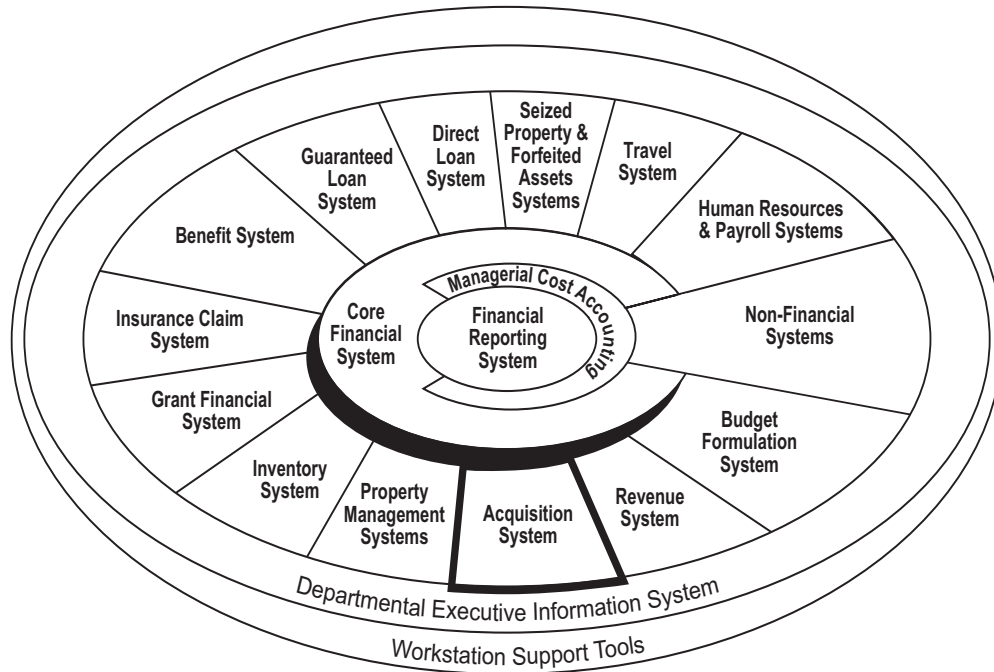 Seized
Property &
Forfeited
Assets
Systems
Direct
Loan
System
Travel
System
Guaranteed
Loan
System
Human Resources
& Payroll Systems
Benefit System
Managerial Cost Accounting
Core
Financial
System
Financial
Reporting
System
Non-Financial
Systems
Insurance Claim
System
Grant Financial
System
Budget
Formulation
System
Inventory
System
Property
Management
Systems
Acquisition
System
Revenue
System
Departmental Executive Information System
Workstation Support Tools